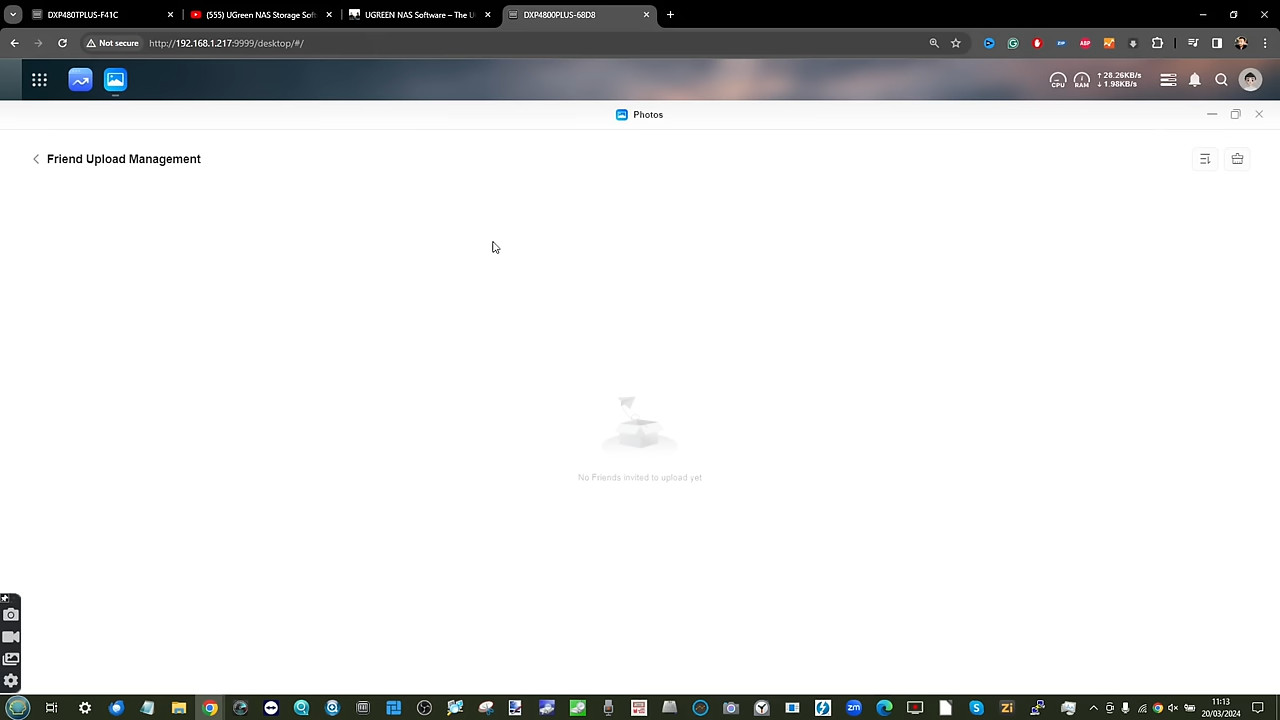 DXP480TPLUS-F41C
(555) UGreen NAS Storage Sof
UGREEN NAS Software – The U
DXP4800PLUS-68D8
Not secure
http://192.168.1.217:9999/desktop/#/
CPU
RAM
↑ 28.26KB/s
↓ 1.98KB/s
Photos
Friend Upload Management
No Friends invited to upload yet
11:13
20/03/2024